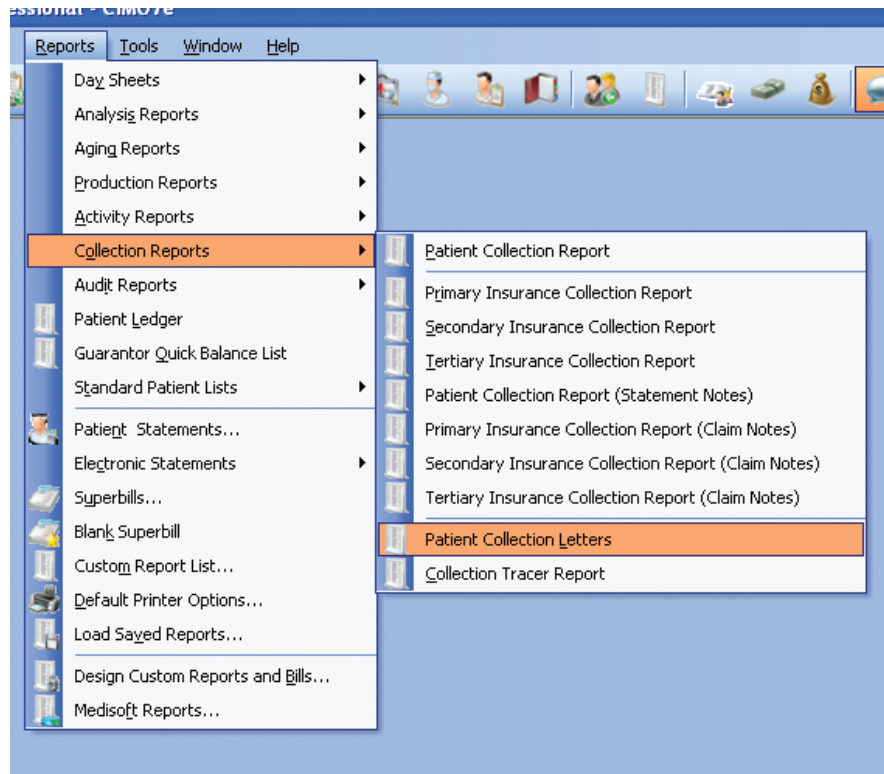 essional - CiMO7e
Reports Tools Window Help
Day Sheets
Analysis Reports
Aging Reports
Production Reports
Activity Reports
Collection Reports
Audit Reports
Patient Ledger
Guarantor Quick Balance List
Standard Patient Lists
Patient Statements...
Electronic Statements
Superbills...
Blank Superbill
Custom Report List...
Default Printer Options...
Load Saved Reports...
Design Custom Reports and Bills...
Medisoft Reports...
Patient Collection Report
Primary Insurance Collection Report
Secondary Insurance Collection Report
Tertiary Insurance Collection Report
Patient Collection Report (Statement Notes)
Primary Insurance Collection Report (Claim Notes)
Secondary Insurance Collection Report (Claim Notes)
Tertiary Insurance Collection Report (Claim Notes)
Patient Collection Letters
Collection Tracer Report